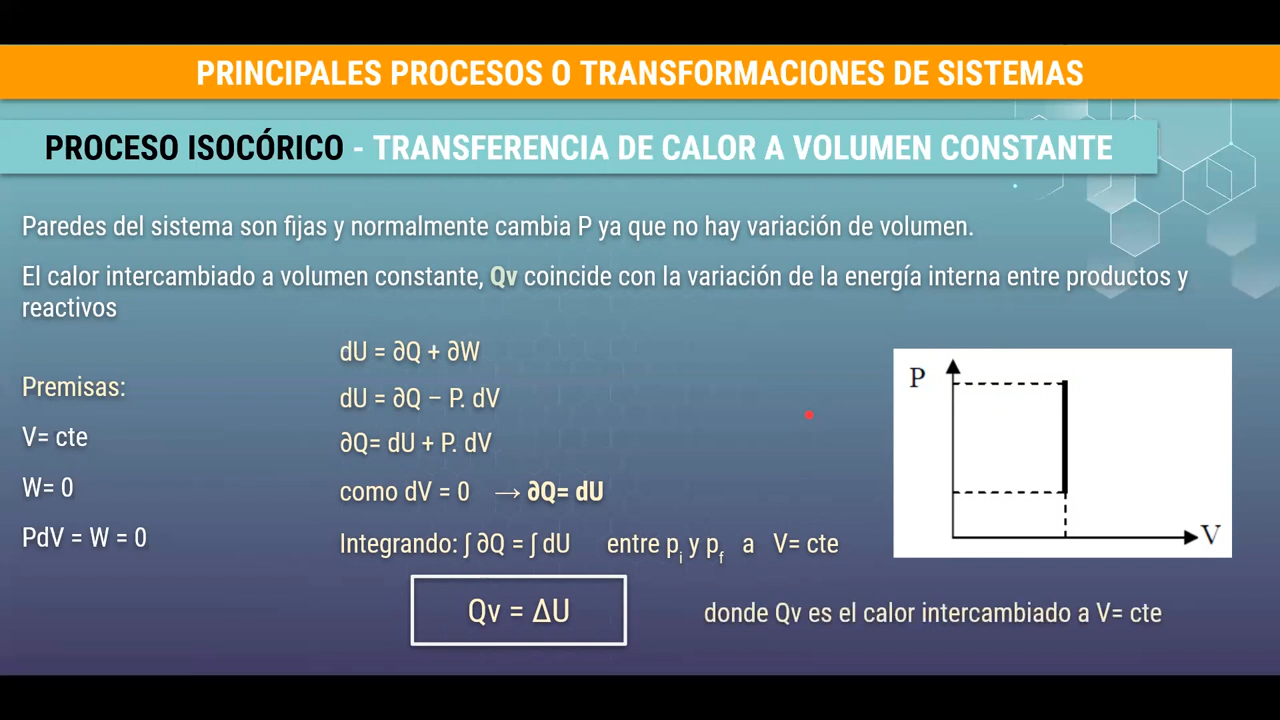 PRINCIPALES PROCESOS O TRANSFORMACIONES DE SISTEMAS
PROCESO ISOCÓRICO - TRANSFERENCIA DE CALOR A VOLUMEN CONSTANTE
Paredes del sistema son fijas y normalmente cambia P ya que no hay variación de volumen.
El calor intercambiado a volumen constante, Qv coincide con la variación de la energía interna entre productos y
reactivos
Premisas:
V= cte
W= 0
PdV = W = 0
dU = ∂Q + ∂W
dU = ∂Q – P. dV
∂Q= dU + P. dV
como dV = 0 → ∂Q= dU
Integrando: ∫ ∂Q = ∫ dU entre pi y pf a V= cte
Qv = ΔU
donde Qv es el calor intercambiado a V= cte
P
V